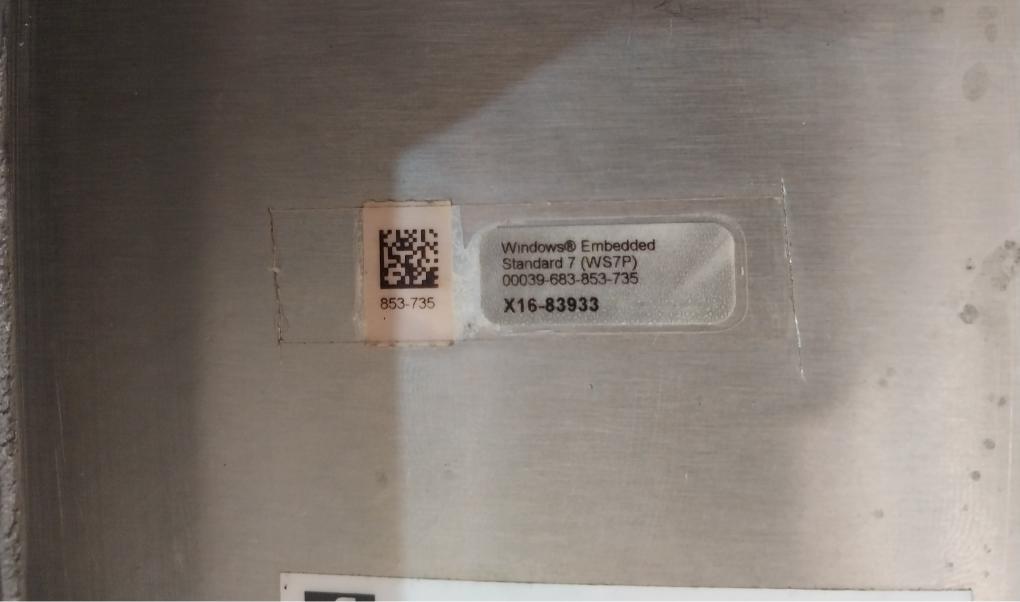 853-735
Windows® Embedded
Standard 7 (WS7P)
00039-683-853-735
X16-83933